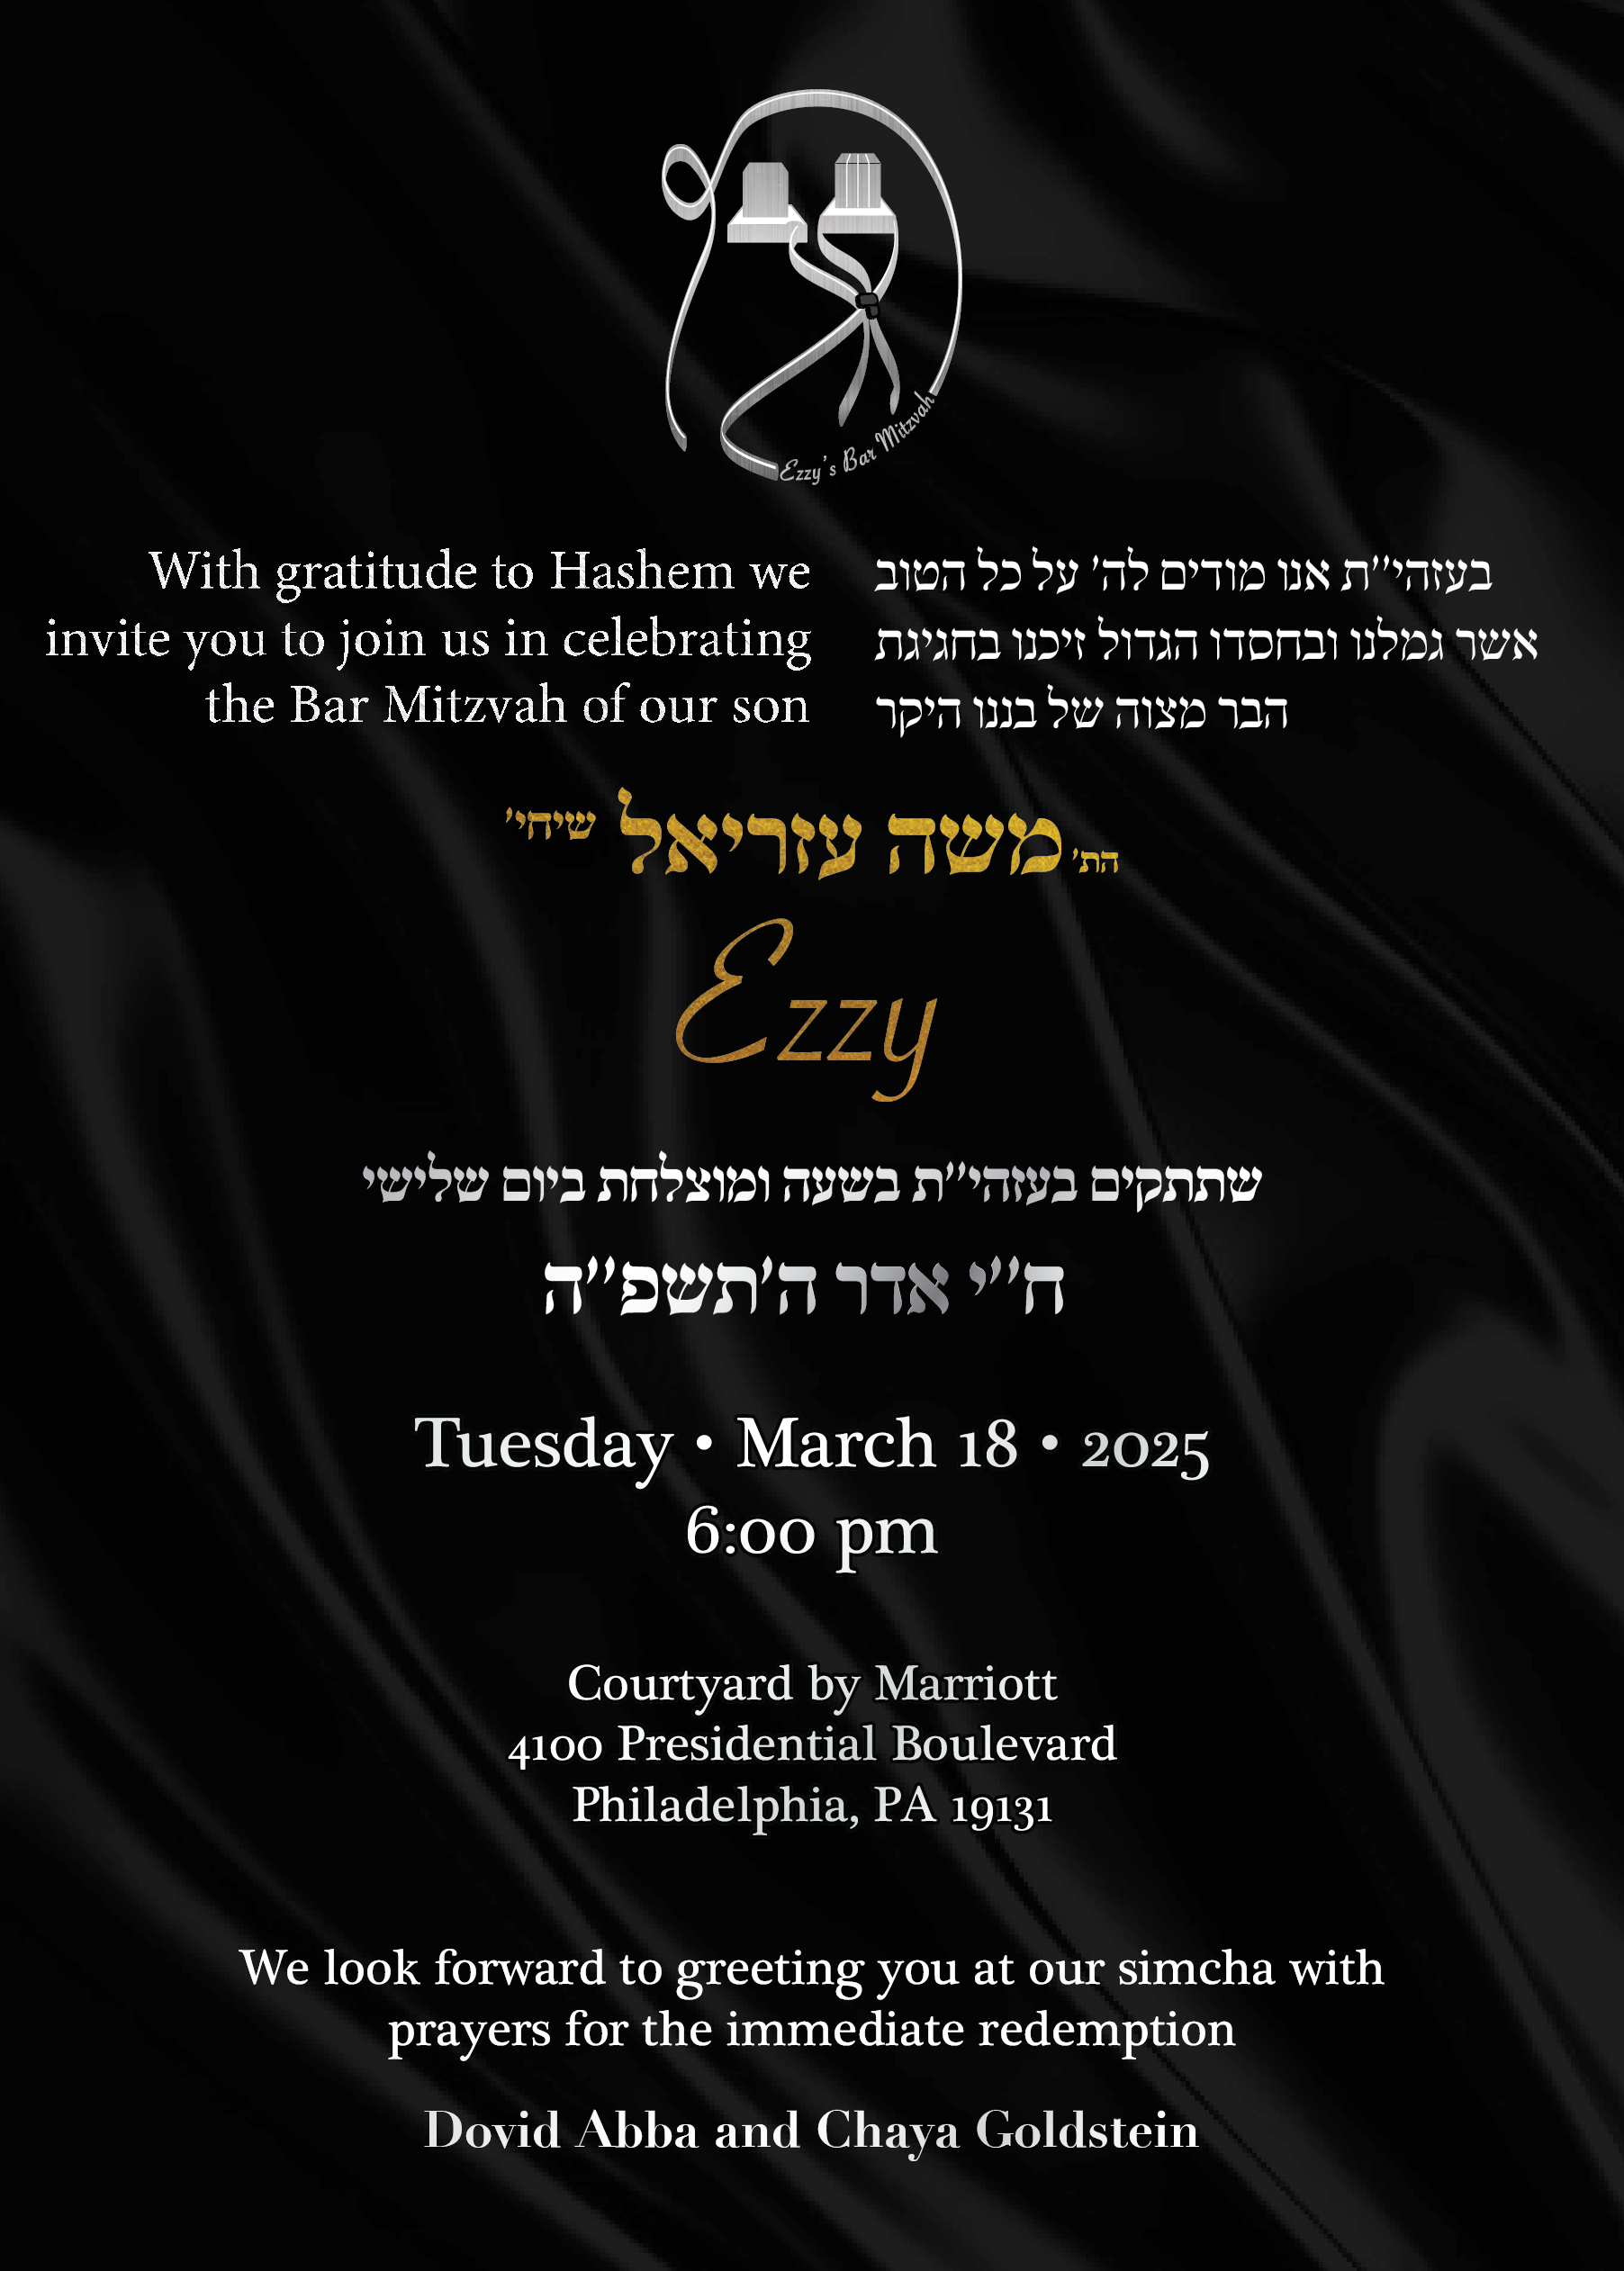 Ezzy's Bar Mitzvah
With gratitude to Hashem we
invite you to join us in celebrating
the Bar Mitzvah of our son
בעזהי''ת אנו מודים לה' על כל הטוב
אשר גמלנו ובחסדו הגדול זיכנו בחגיגת
הבר מצוה של בננו היקר
הת' משה עזריאל שיחי'
Ezzy
שתתקים בעזהי''ת בשעה ומוצלחת ביום שלישי
ח''י אדר ה'תשפ''ה
Tuesday • March 18 • 2025
6:00 pm
Courtyard by Marriott
4100 Presidential Boulevard
Philadelphia, PA 19131
We look forward to greeting you at our simcha with
prayers for the immediate redemption
Dovid Abba and Chaya Goldstein